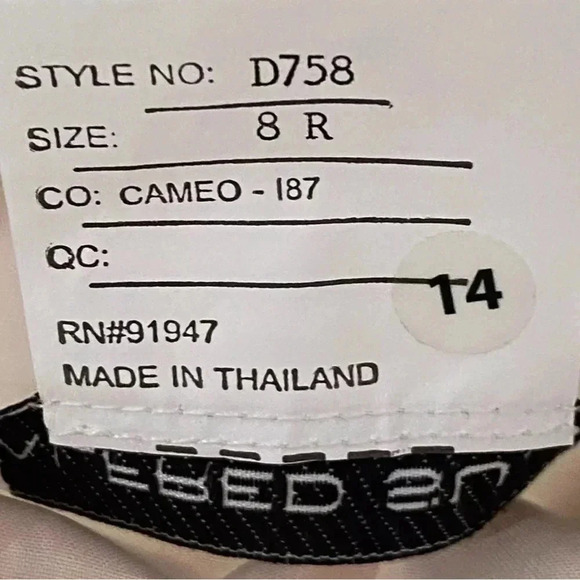 STYLE NO: D758
SIZE: 8 R
CO: CAMEO - 187
QC:
14
RN#91947
MADE IN THAILAND